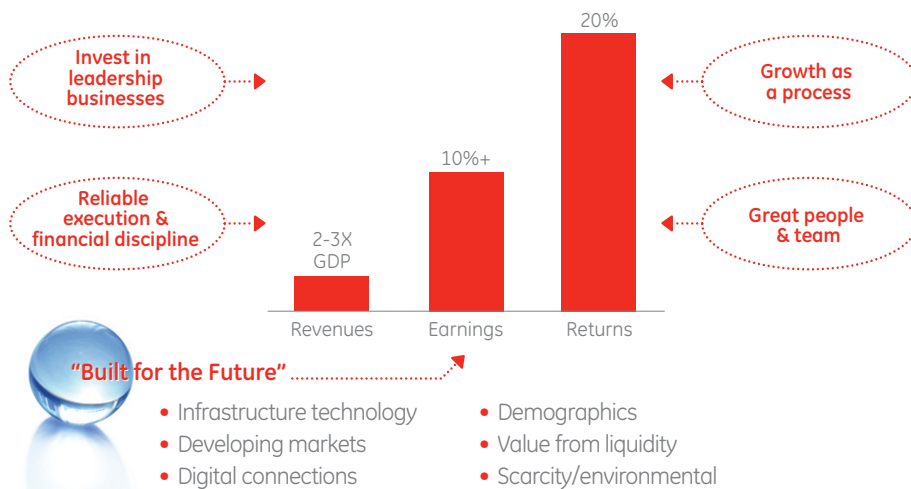 Invest in
leadership
businesses
Reliable
execution &
financial discipline
20%
10%+
2-3X
GDP
Revenues
Earnings
Returns
Growth as
a process
Great people
& team
“Built for the Future”
• Infrastructure technology
• Developing markets
• Digital connections
• Demographics
• Value from liquidity
• Scarcity/environmental